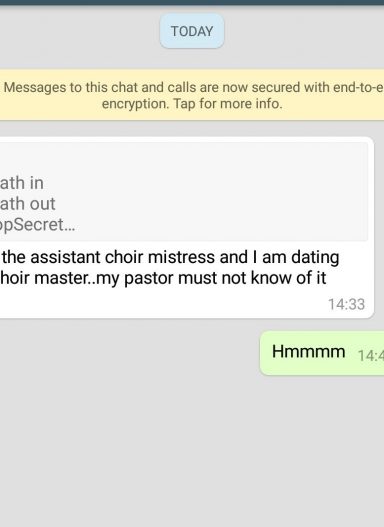 TODAY
Messages to this chat and calls are now secured with end-to-e
encryption. Tap for more info.
ath in
ath out
opSecret...
the assistant choir mistress and I am dating
hoir master..my pastor must not know of it
14:33
Hmmmm 14:4